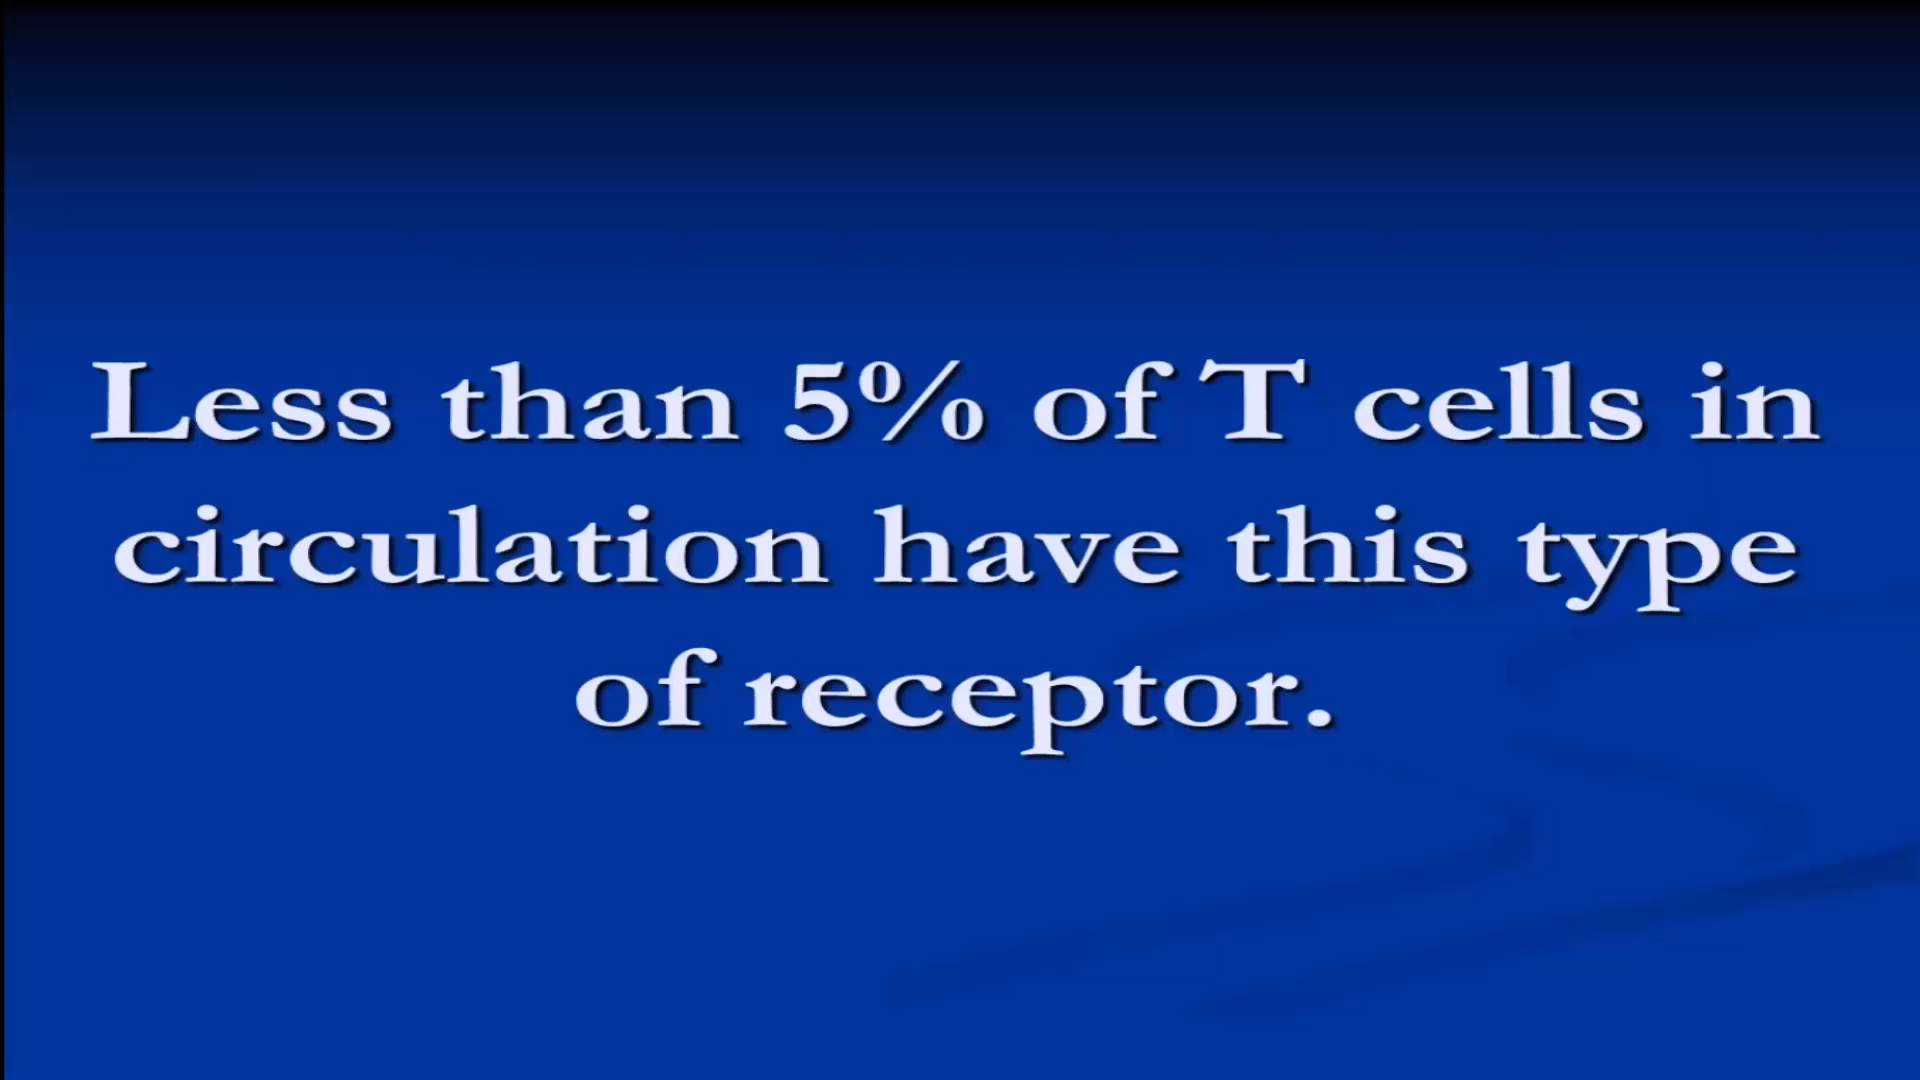 Less than 5% of T cells in
circulation have this type
of receptor.